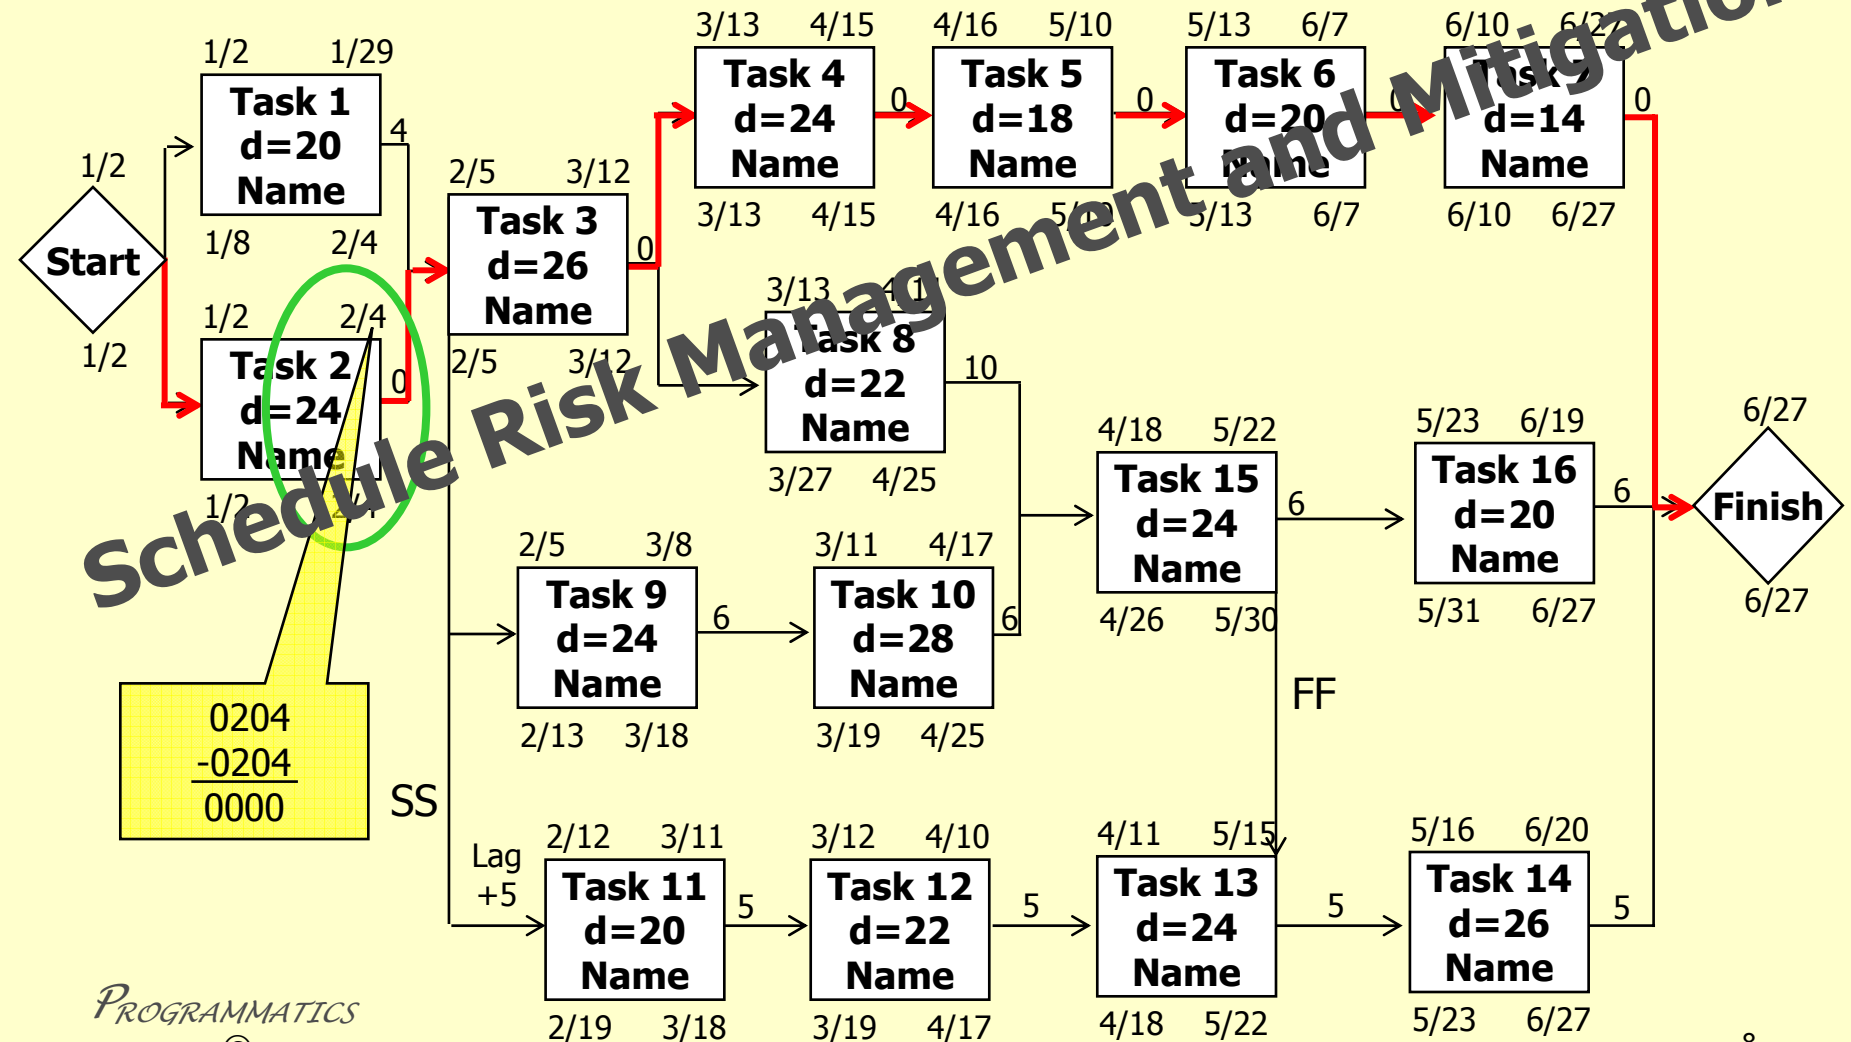 Schedule Risk Management and Mitigation
1/2
Start
1/2
1/2 1/29
Task 1
d=20
Name
1/8 2/4
4
1/2 2/4
Task 2
d=24
Name
1/2 2/4
0
0204
-0204
0000
2/5 3/12
Task 3
d=26
Name
2/5 3/12
0
3/13 4/15
Task 4
d=24
Name
3/13 4/15
0
4/16 5/10
Task 5
d=18
Name
4/16 5/10
0
5/13 6/7
Task 6
d=20
Name
5/13 6/7
0
6/10 6/27
Task 7
d=14
Name
6/10 6/27
0
3/13
Task 8
d=22
Name
3/27 4/25
10
2/5 3/8
Task 9
d=24
Name
2/13 3/18
6
3/11 4/17
Task 10
d=28
Name
3/19 4/25
6
4/18 5/22
Task 15
d=24
Name
4/26 5/30
6
5/23 6/19
Task 16
d=20
Name
5/31 6/27
6
6/27
Finish
6/27
FF
SS
Lag
+5
2/12 3/11
Task 11
d=20
Name
2/19 3/18
5
3/12 4/10
Task 12
d=22
Name
3/19 4/17
5
4/11 5/15
Task 13
d=24
Name
4/18 5/22
5
5/16 6/20
Task 14
d=26
Name
5/23 6/27
5
PROGRAMMATICS
©
8